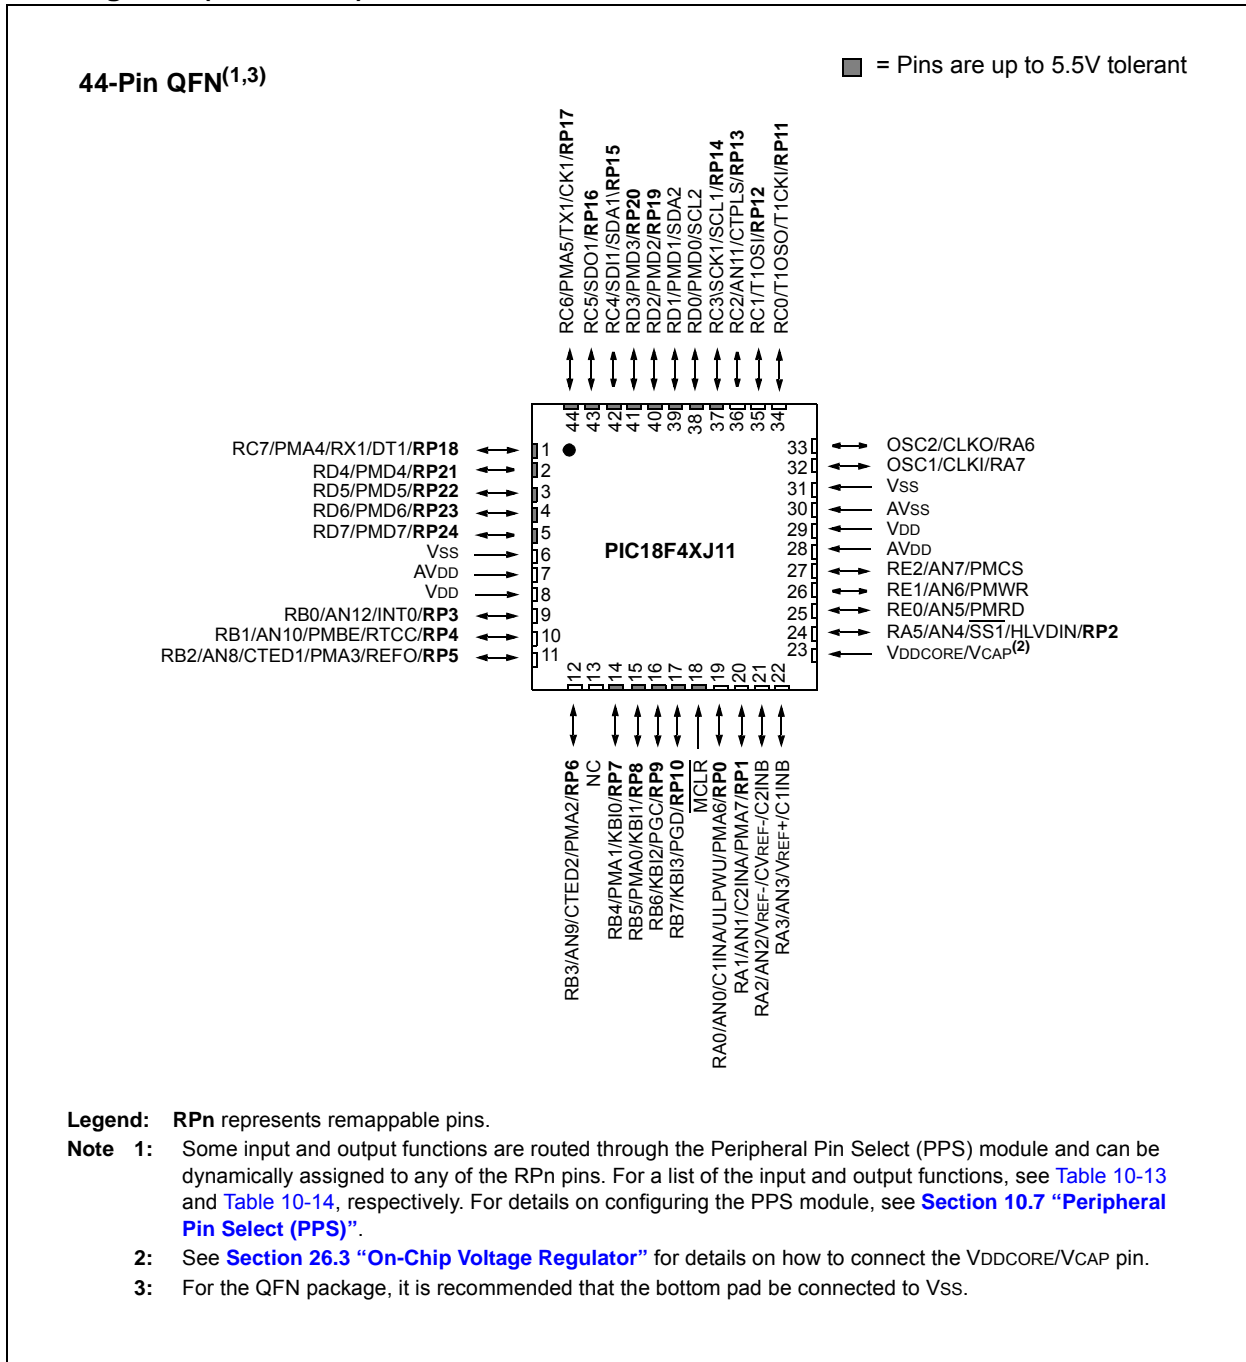 44-Pin QFN(1,3)
= Pins are up to 5.5V tolerant
RC6/PMA5/TX1/CK1/RP17
RC5/SDO1/RP16
RC4/SDI1/SDA1\RP15
RD3/PMD3/RP20
RD2/PMD2/RP19
RD1/PMD1/SDA2
RD0/PMD0/SCL2
RC3\SCK1/SCL1/RP14
RC2/AN11/CTPLS/RP13
RC1/T1OSI/RP12
RC0/T1OSO/T1CKI/RP11
44 43 42 41 40 39 38 37 36 35 34
RC7/PMA4/RX1/DT1/RP18 1
RD4/PMD4/RP21 2
RD5/PMD5/RP22 3
RD6/PMD6/RP23 4
RD7/PMD7/RP24 5
VSS 6
AVDD 7
VDD 8
RB0/AN12/INT0/RP3 9
RB1/AN10/PMBE/RTCC/RP4 10
RB2/AN8/CTED1/PMA3/REFO/RP5 11
PIC18F4XJ11
33 OSC2/CLKO/RA6
32 OSC1/CLKI/RA7
31 VSS
30 AVSS
29 VDD
28 AVDD
27 RE2/AN7/PMCS
26 RE1/AN6/PMWR
25 RE0/AN5/PMRD
24 RA5/AN4/SS1/HLVDIN/RP2
23 VDDCORE/VCAP(2)
12 13 14 15 16 17 18 19 20 21 22
RB3/AN9/CTED2/PMA2/RP6
NC
RB4/PMA1/KBI0/RP7
RB5/PMA0/KBI1/RP8
RB6/KBI2/PGC/RP9
RB7/KBI3/PGD/RP10
MCLR
RA0/AN0/C1INA/ULPWU/PMA6/RP0
RA1/AN1/C2INA/PMA7/RP1
RA2/AN2/VREF-/CVREF-/C2INB
RA3/AN3/VREF+/C1INB
Legend: RPn represents remappable pins.
Note 1: Some input and output functions are routed through the Peripheral Pin Select (PPS) module and can be
dynamically assigned to any of the RPn pins. For a list of the input and output functions, see Table 10-13
and Table 10-14, respectively. For details on configuring the PPS module, see Section 10.7 “Peripheral
Pin Select (PPS)”.
2: See Section 26.3 “On-Chip Voltage Regulator” for details on how to connect the VDDCORE/VCAP pin.
3: For the QFN package, it is recommended that the bottom pad be connected to VSS.